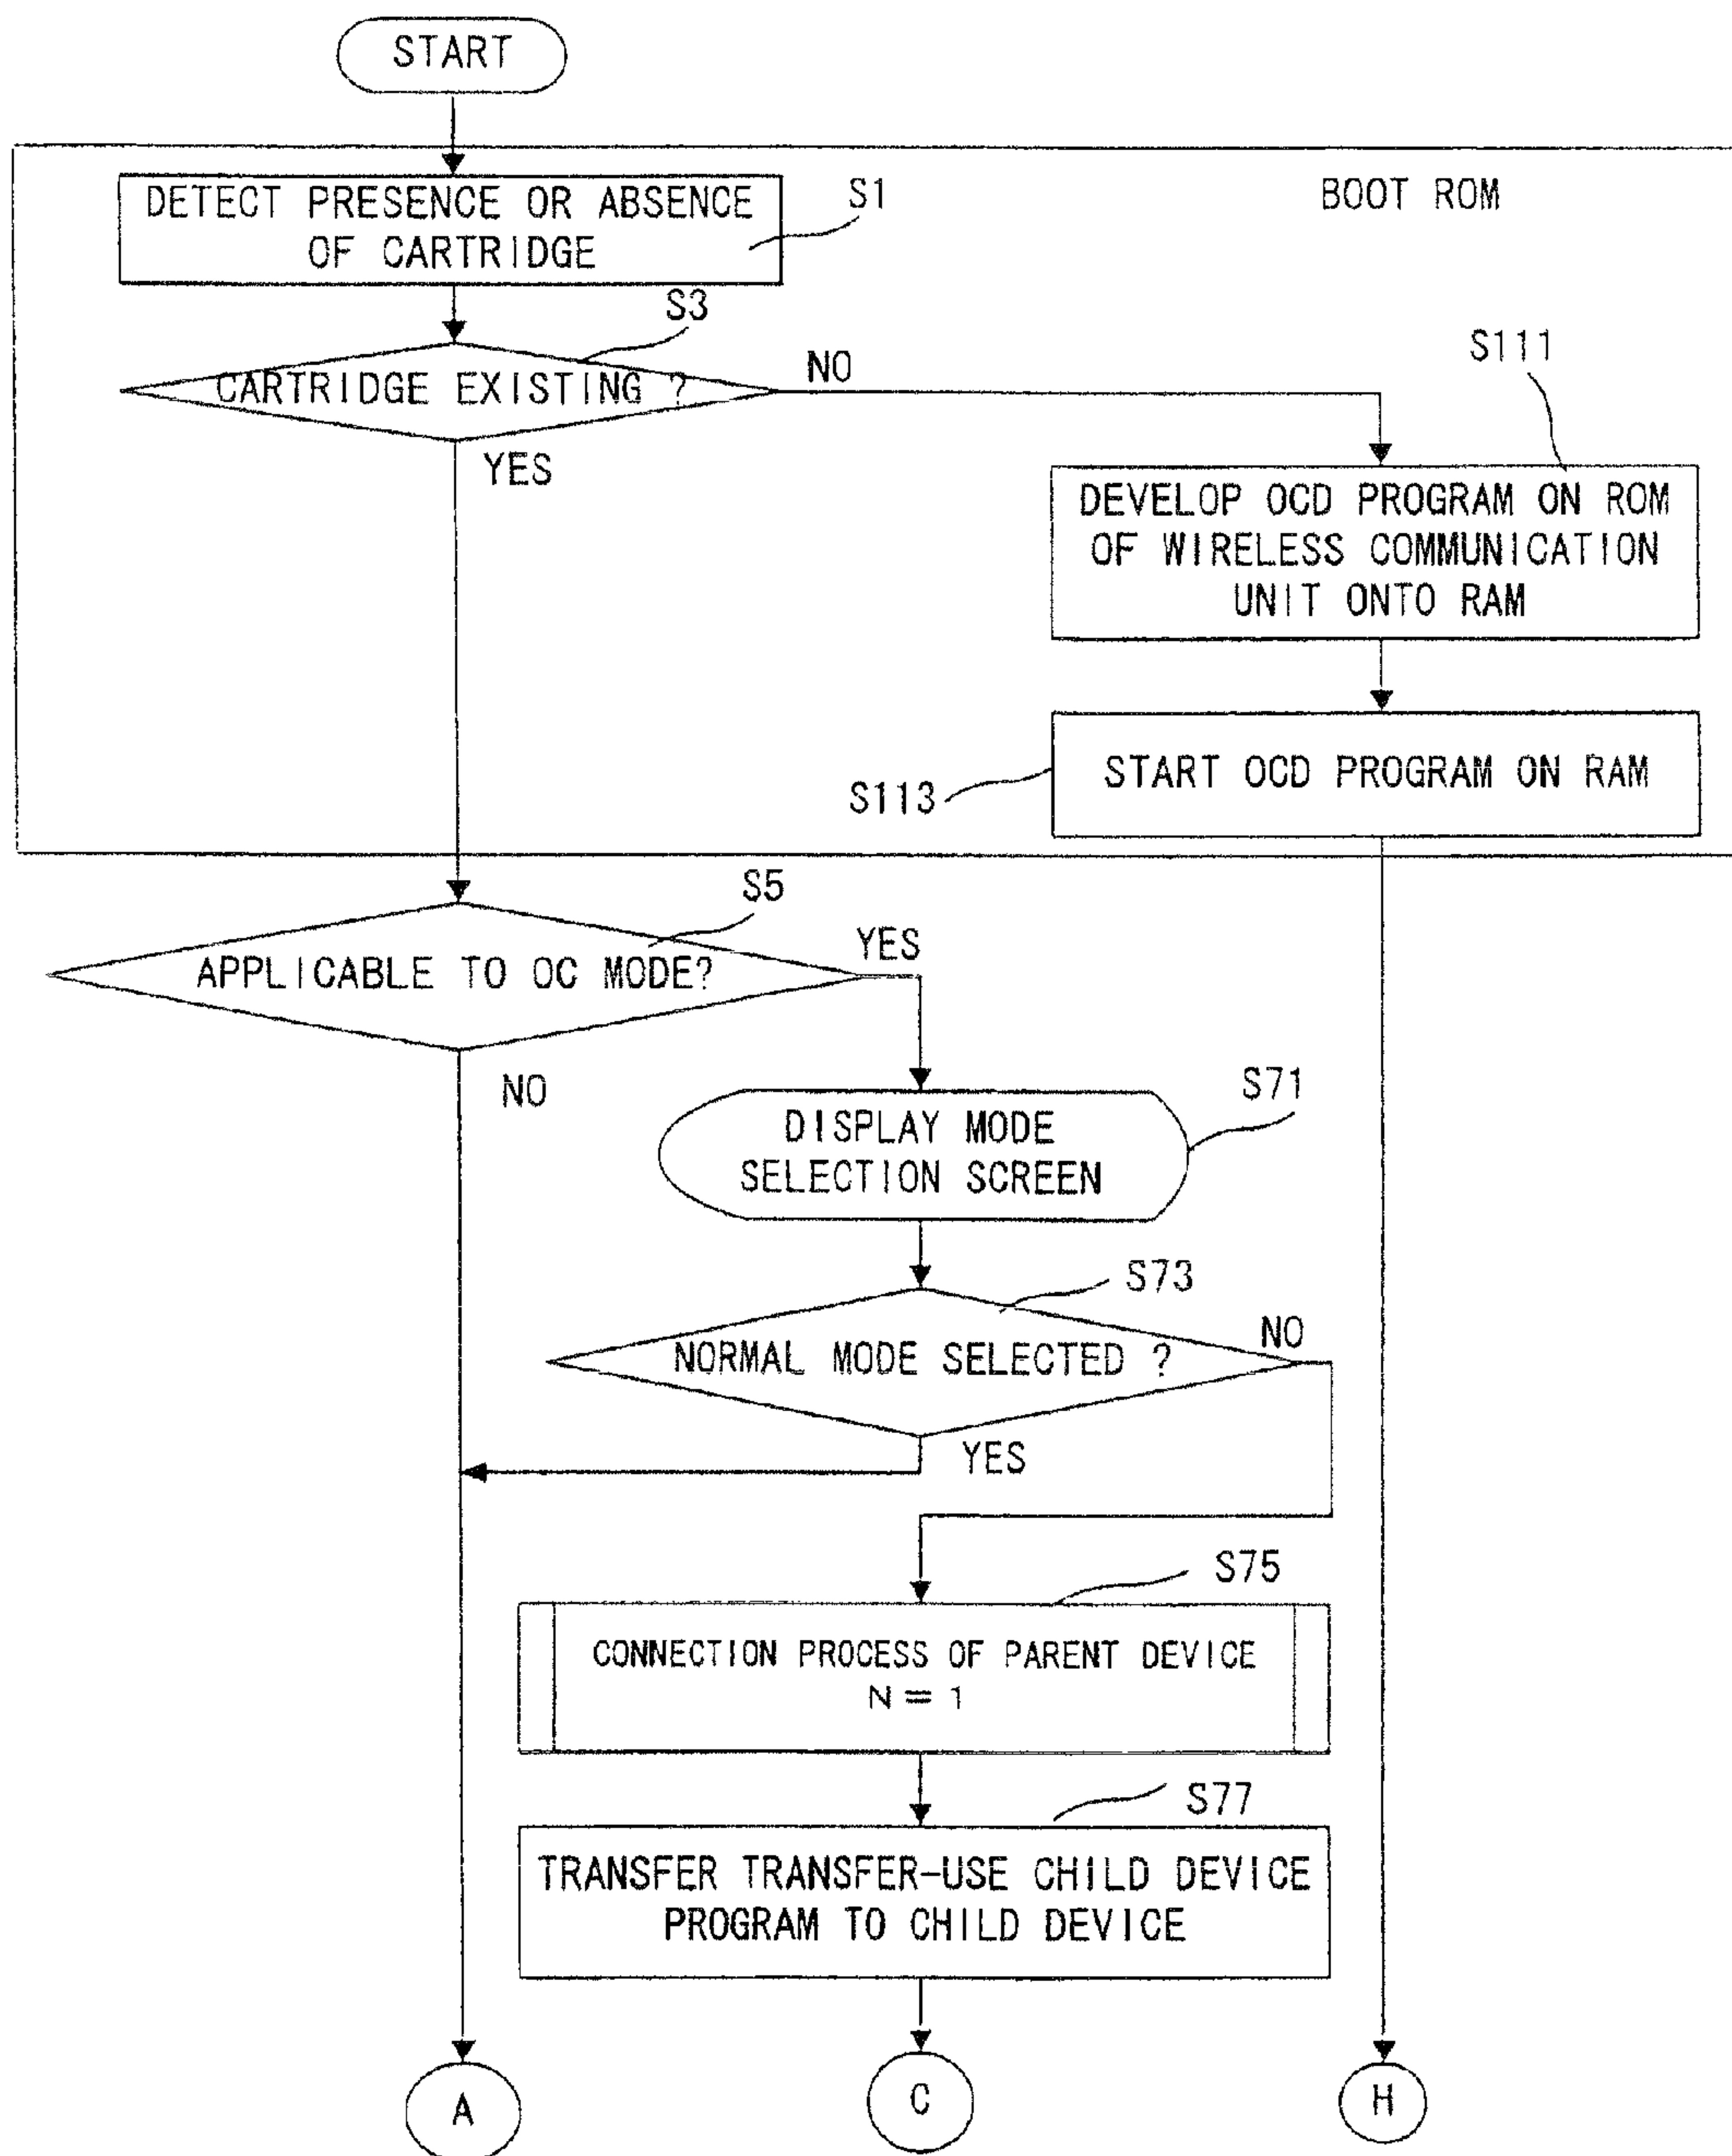 START
BOOT ROM
DETECT PRESENCE OR ABSENCE
OF CARTRIDGE
S1
S3
CARTRIDGE EXISTING ?
NO
YES
S111
DEVELOP OCD PROGRAM ON ROM
OF WIRELESS COMMUNICATION
UNIT ONTO RAM
START OCD PROGRAM ON RAM
S113
S5
APPLICABLE TO OC MODE?
YES
NO
S71
DISPLAY MODE
SELECTION SCREEN
S73
NORMAL MODE SELECTED ?
NO
YES
S75
CONNECTION PROCESS OF PARENT DEVICE
N = 1
S77
TRANSFER TRANSFER-USE CHILD DEVICE
PROGRAM TO CHILD DEVICE
A
C
H